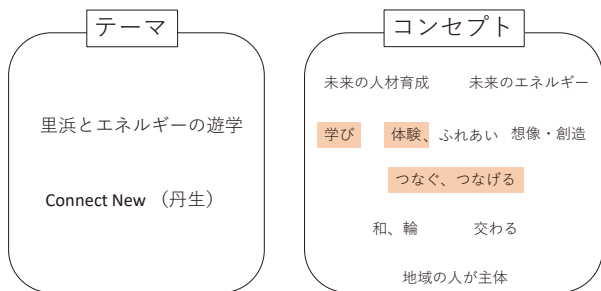 テーマ
里浜とエネルギーの遊学
Connect New （丹生）
コンセプト
未来の人材育成 未来のエネルギー
学び 体験、ふれあい 想像・創造
つなぐ、つなげる
和、輪 交わる
地域の人が主体